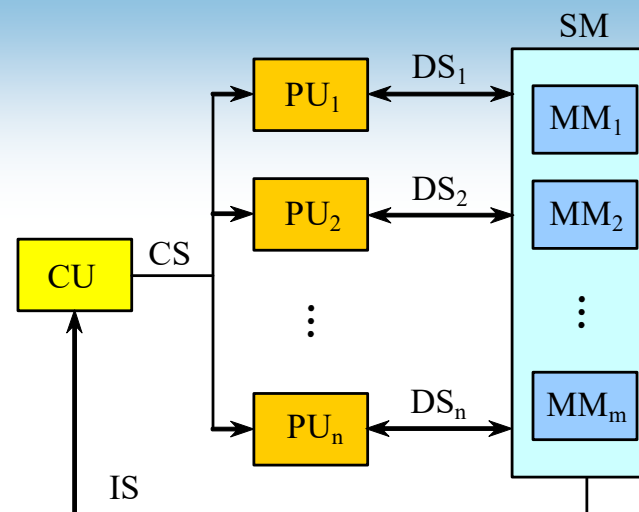 SM
PU₁
DS₁
MM₁
PU₂
DS₂
MM₂
CU
CS
⋮
⋮
PUₙ
DSₙ
MMₘ
IS